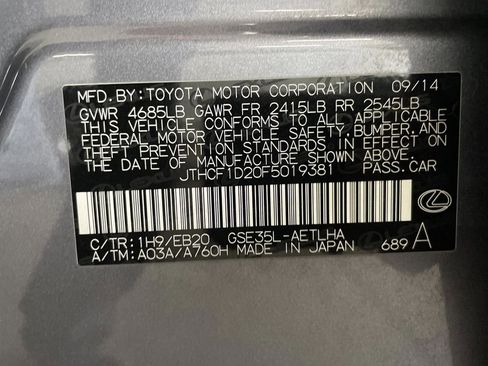 MFD.BY:TOYOTA MOTOR CORPORATION 09/14
GVWR 4685LB GAWR FR 2415LB RR 2545LB
THIS VEHICLE CONFORMS TO ALL APPLICABLE
FEDERAL MOTOR VEHICLE SAFETY,BUMPER,AND
THEFT PREVENTION STANDARDS IN EFFECT ON
THE DATE OF MANUFACTURE SHOWN ABOVE.
JTHCF1D20F5019381 PASS.CAR
C/TR:1H9/EB20 GSE35L-AETLHA
A/TM:A03A/A760H MADE IN JAPAN 689 A